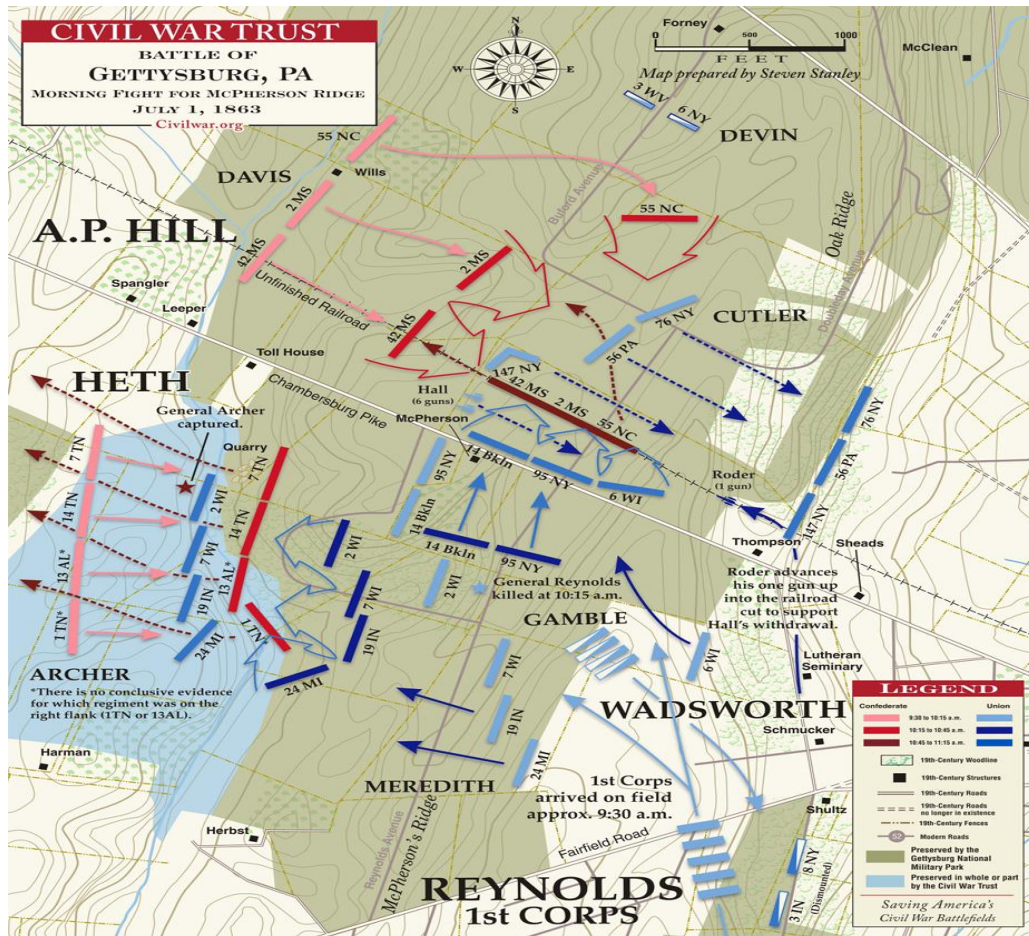 CIVIL WAR TRUST
BATTLE OF
GETTYSBURG, PA
MORNING FIGHT FOR MCPHERSON RIDGE
JULY 1, 1863
Civilwar.org
N
W
E
S
Forney
0
500
1000
FEET
Map prepared by Steven Stanley
McClean
3 WV
6 NY
DEVIN
55 NC
Wills
DAVIS
2 MS
42 MS
A.P. HILL
Spangler
Leeper
Unfinished Railroad
Buford Avenue
55 NC
Oak Ridge
Doubleday Avenue
2 MS
42 MS
76 NY
56 PA
CUTLER
Toll House
Chambersburg Pike
HETH
General Archer
captured.
Quarry
Hall
(6 guns)
McPherson
147 NY
42 MS
2 MS
55 NC
76 NY
56 PA
147 NY
7 TN
14 TN
13 AL*
1 TN*
2 WI
7 WI
19 IN
24 MI
7 TN
14 TN
13 AL*
1 TN*
95 NY
14 Bkln
14 Bkln
95 NY
6 WI
Roder
(1 gun)
Thompson
Sheads
2 WI
7 WI
19 IN
24 MI
14 Bkln
95 NY
2 WI
General Reynolds
killed at 10:15 a.m.
Roder advances
his one gun up
into the railroad
cut to support
Hall's withdrawal.
GAMBLE
6 WI
Lutheran
Seminary
ARCHER
*There is no conclusive evidence
for which regiment was on the
right flank (1TN or 13AL).
7 WI
19 IN
24 MI
WADSWORTH
Schmucker
Harman
MEREDITH
1st Corps
arrived on field
approx. 9:30 a.m.
Shultz
Herbst
Reynolds Avenue
McPherson's Ridge
Fairfield Road
REYNOLDS
1st CORPS
8 NY
(Dismounted)
3 IN
LEGEND
Confederate
Union
9:30 to 10:15 a.m.
10:15 to 10:45 a.m.
10:45 to 11:15 a.m.
19th-Century Woodline
19th-Century Structures
19th-Century Roads
19th-Century Roads
no longer in existence
19th-Century Fences
52
Modern Roads
Preserved by the
Gettysburg National
Military Park
Preserved in whole or part
by the Civil War Trust
Saving America's
Civil War Battlefields